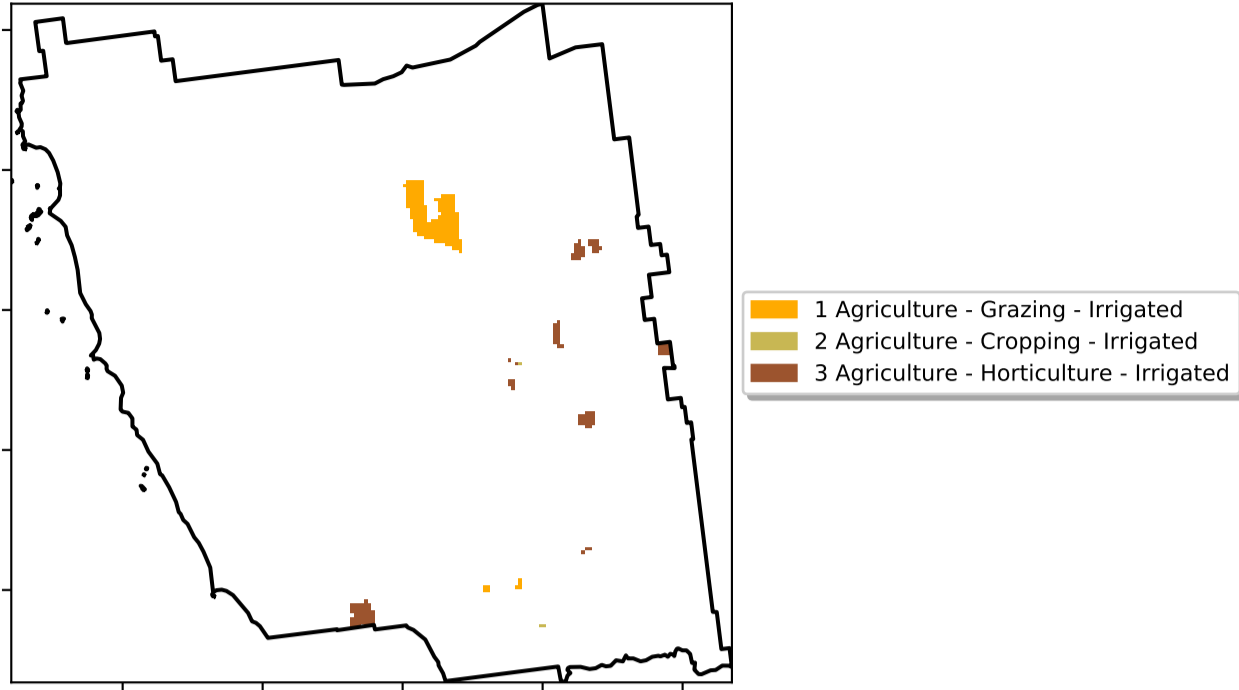 1 Agriculture - Grazing - Irrigated
2 Agriculture - Cropping - Irrigated
3 Agriculture - Horticulture - Irrigated